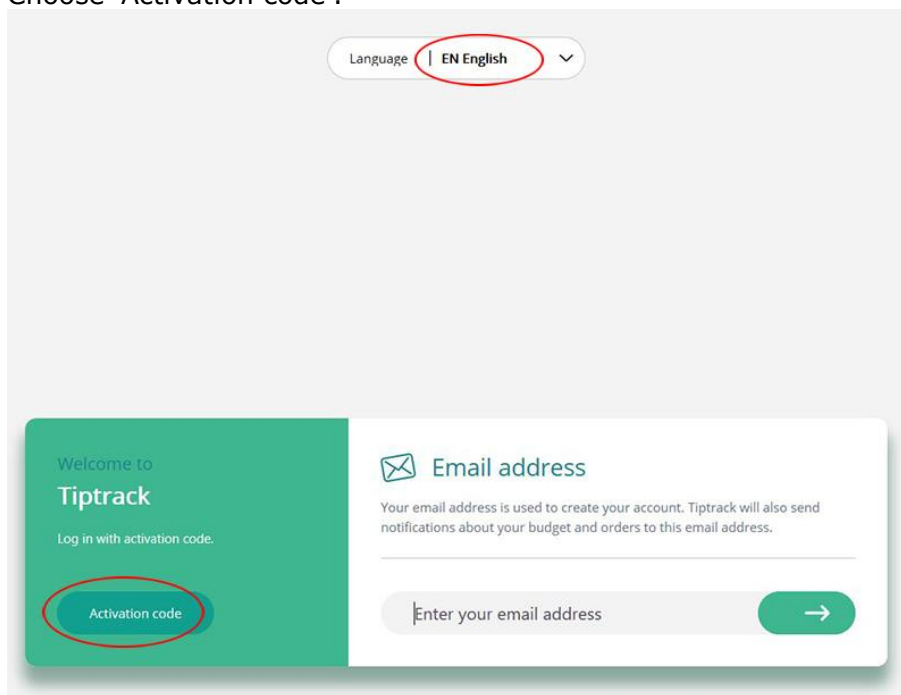 Choose 'Activation code'.
Language | EN English
Welcome to
Tiptrack
Log in with activation code.
Activation code
Email address
Your email address is used to create your account. Tiptrack will also send
notifications about your budget and orders to this email address.
Enter your email address